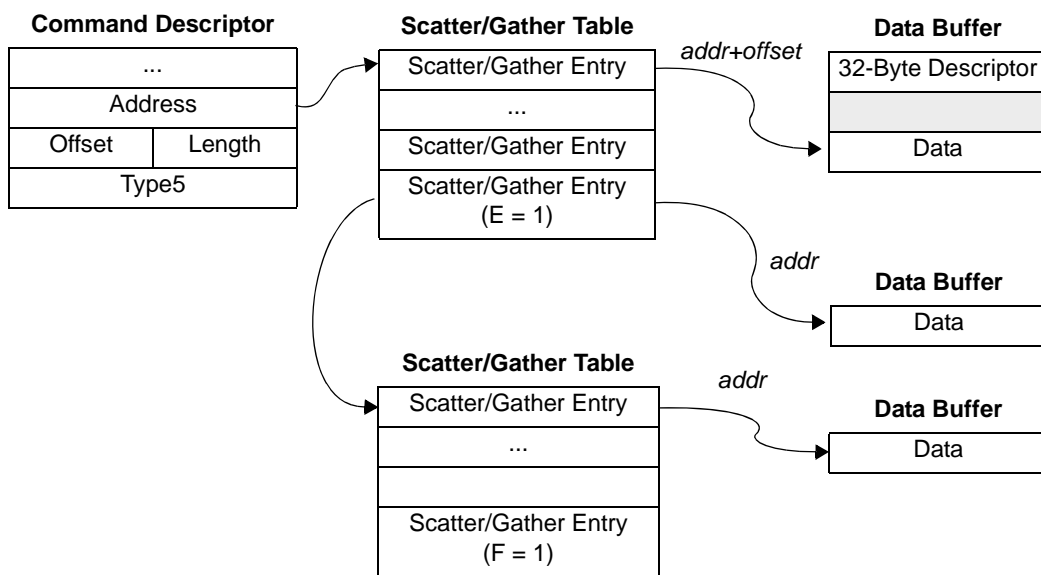 Command Descriptor
...
Address
Offset Length
Type5
Scatter/Gather Table
Scatter/Gather Entry
...
Scatter/Gather Entry
Scatter/Gather Entry
(E = 1)
addr+offset
Data Buffer
32-Byte Descriptor
Data
addr
Data Buffer
Data
Scatter/Gather Table
Scatter/Gather Entry
...
Scatter/Gather Entry
(F = 1)
addr
Data Buffer
Data